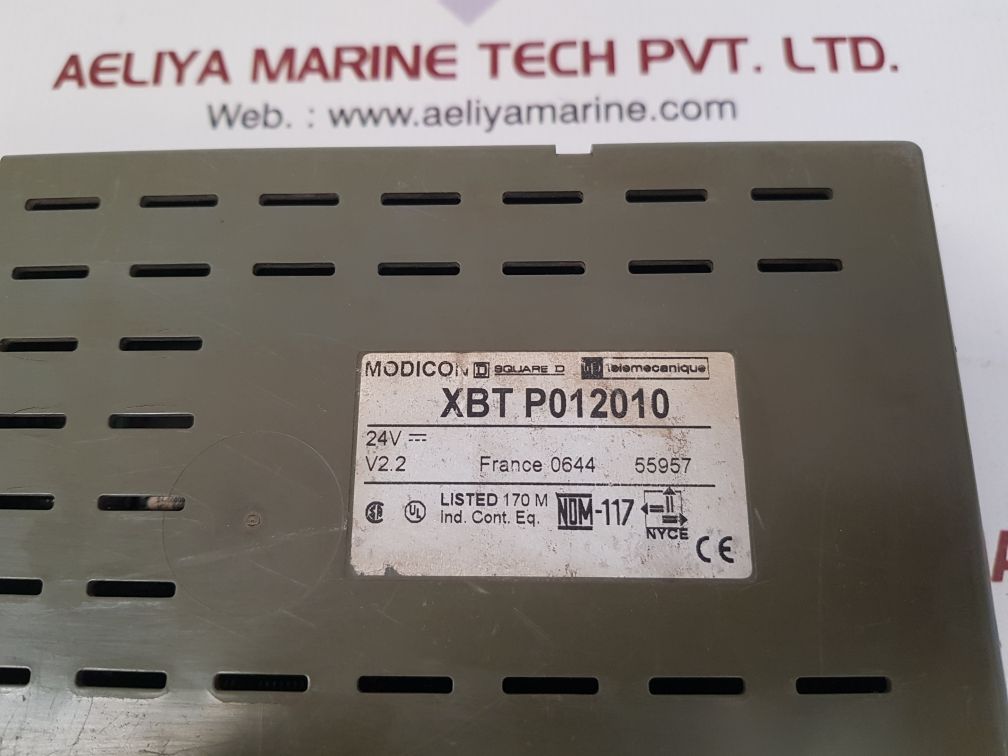 AELIYA MARINE TECH PVT. LTD.
Web. : www.aeliyamarine.com
MODICON D SQUARE D Telemecanique
XBT P012010
24V
V2.2 France 0644 55957
LISTED 170 M
Ind. Cont. Eq.
UL NOM-117
NYCE
CE